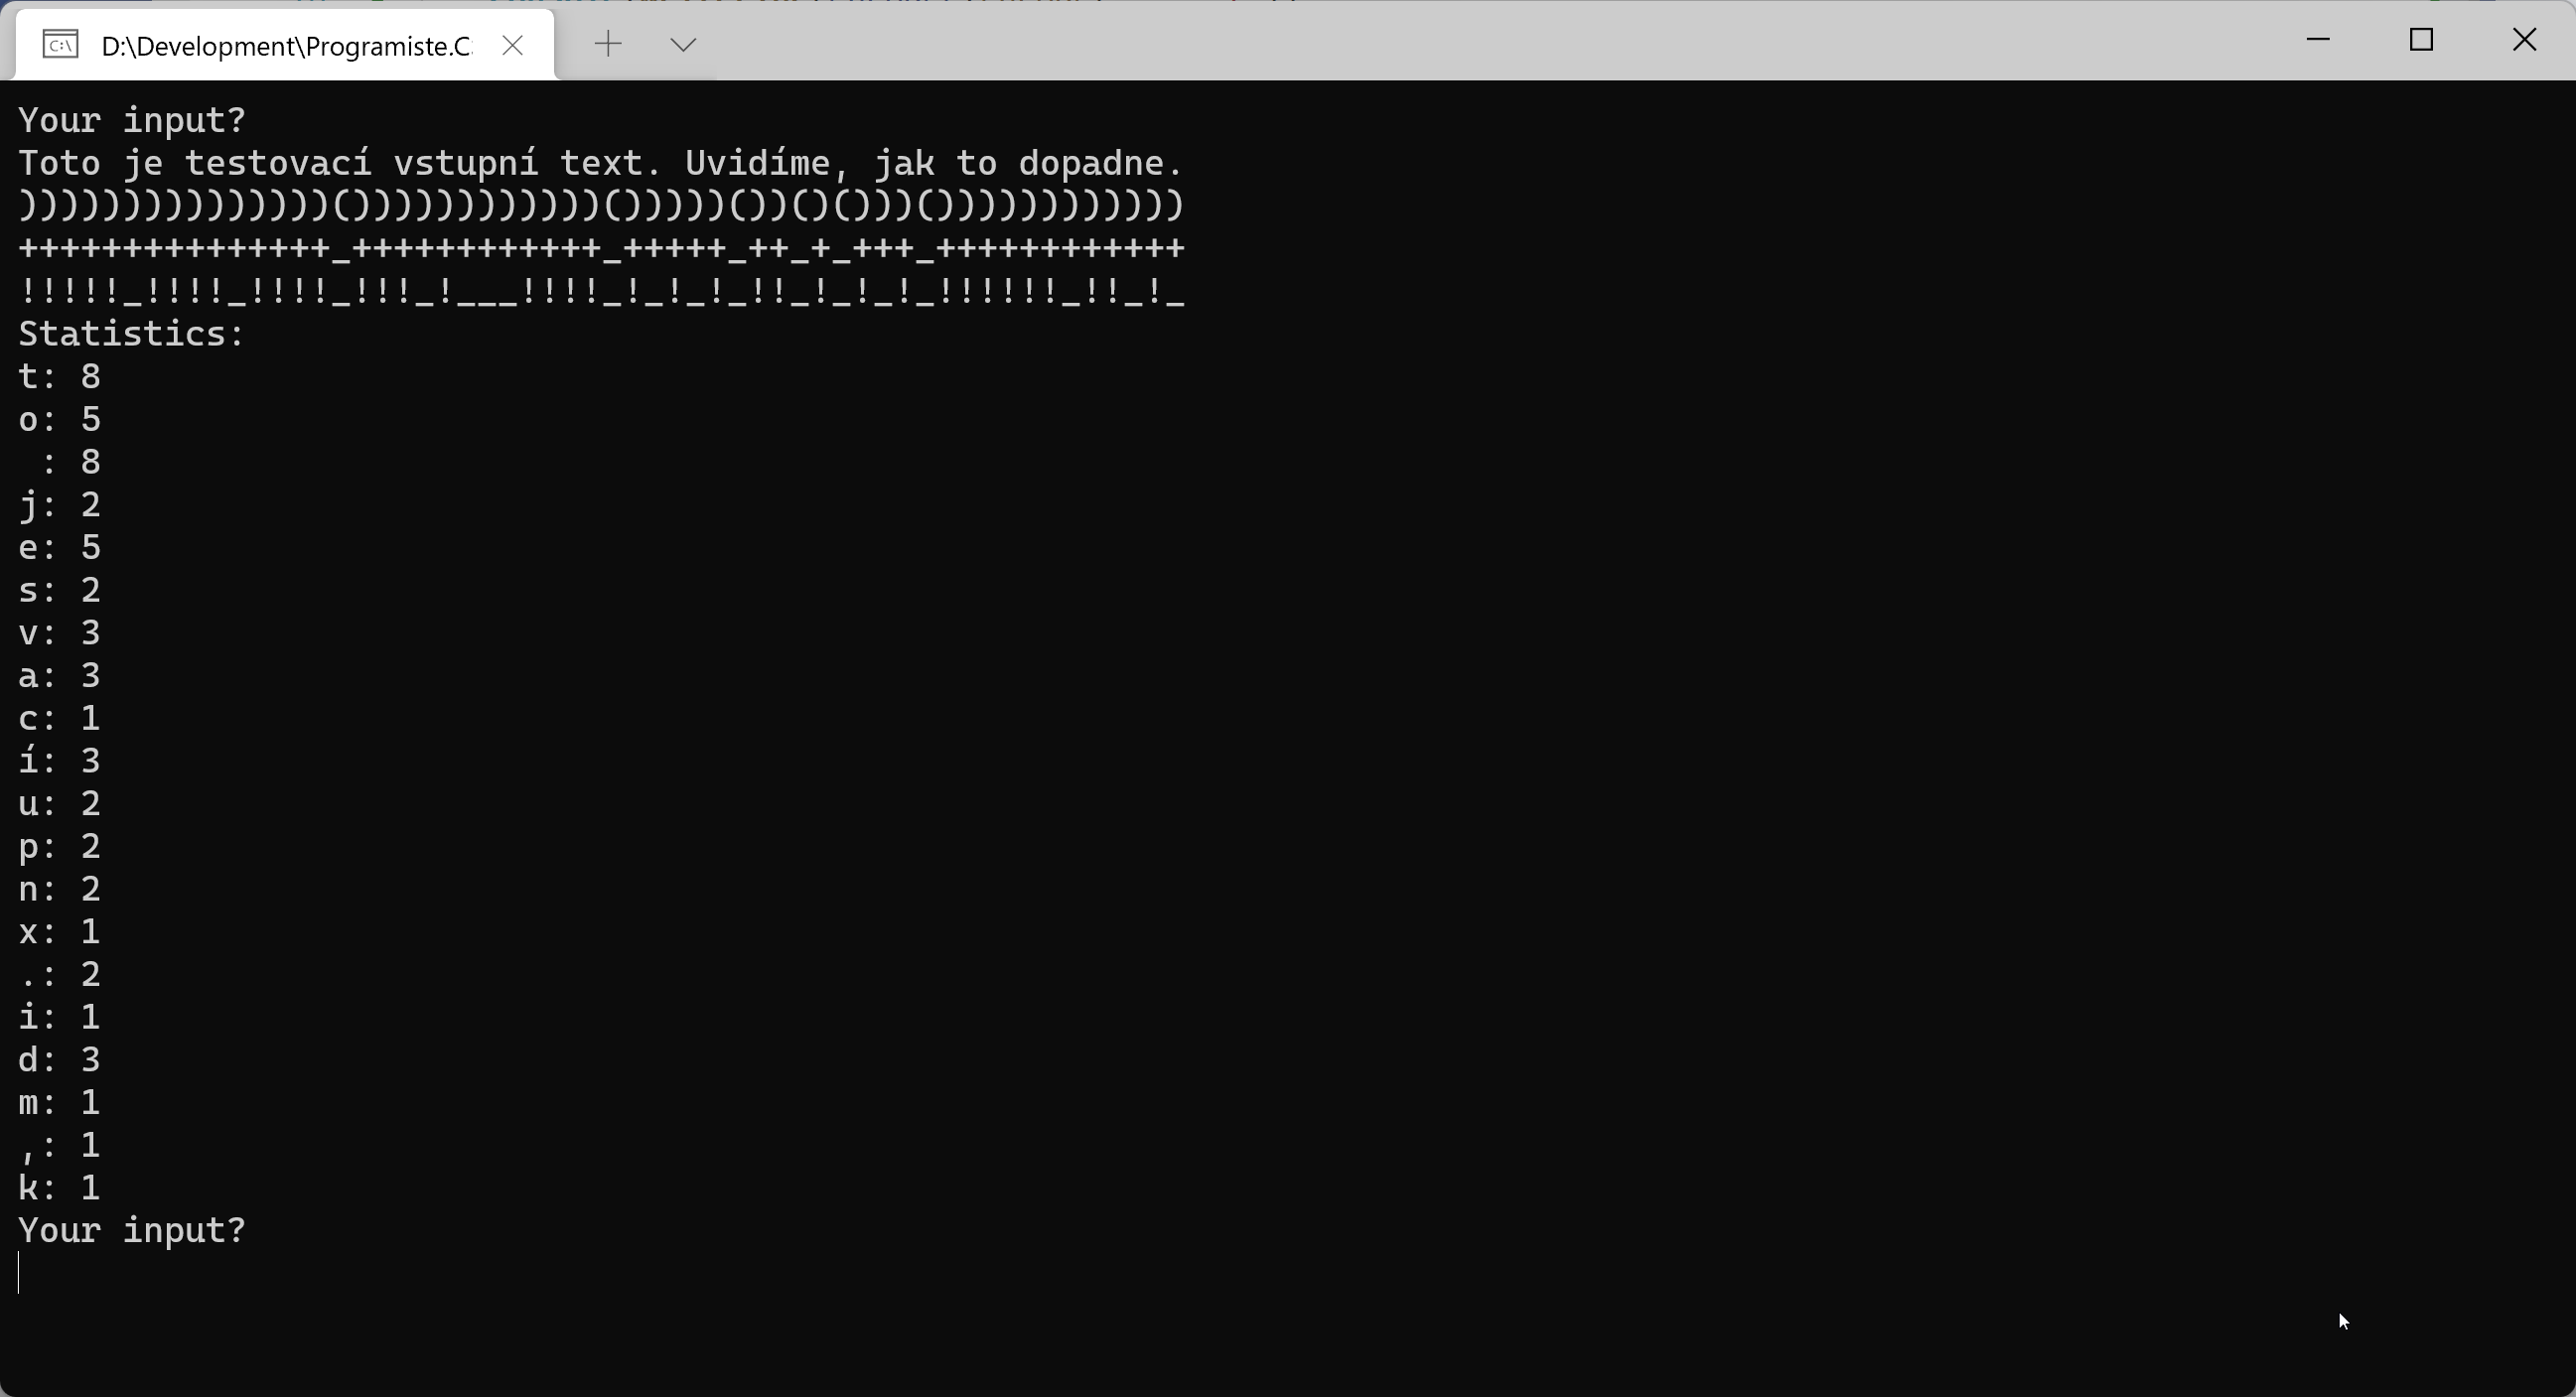 D:\Development\Programiste.C
Your input?
Toto je testovací vstupní text. Uvidíme, jak to dopadne.
)))))))))))))))())))))))))))()))))())()()))())))))))))))
+++++++++++++++_++++++++++++_+++++_++_+_+++_++++++++++++
!!!!!_!!!!_!!!!_!!!_!___!!!!_!_!_!_!!_!_!_!_!!!!!!_!!_!_
Statistics:
t: 8
o: 5
 : 8
j: 2
e: 5
s: 2
v: 3
a: 3
c: 1
í: 3
u: 2
p: 2
n: 2
x: 1
.: 2
i: 1
d: 3
m: 1
,: 1
k: 1
Your input?